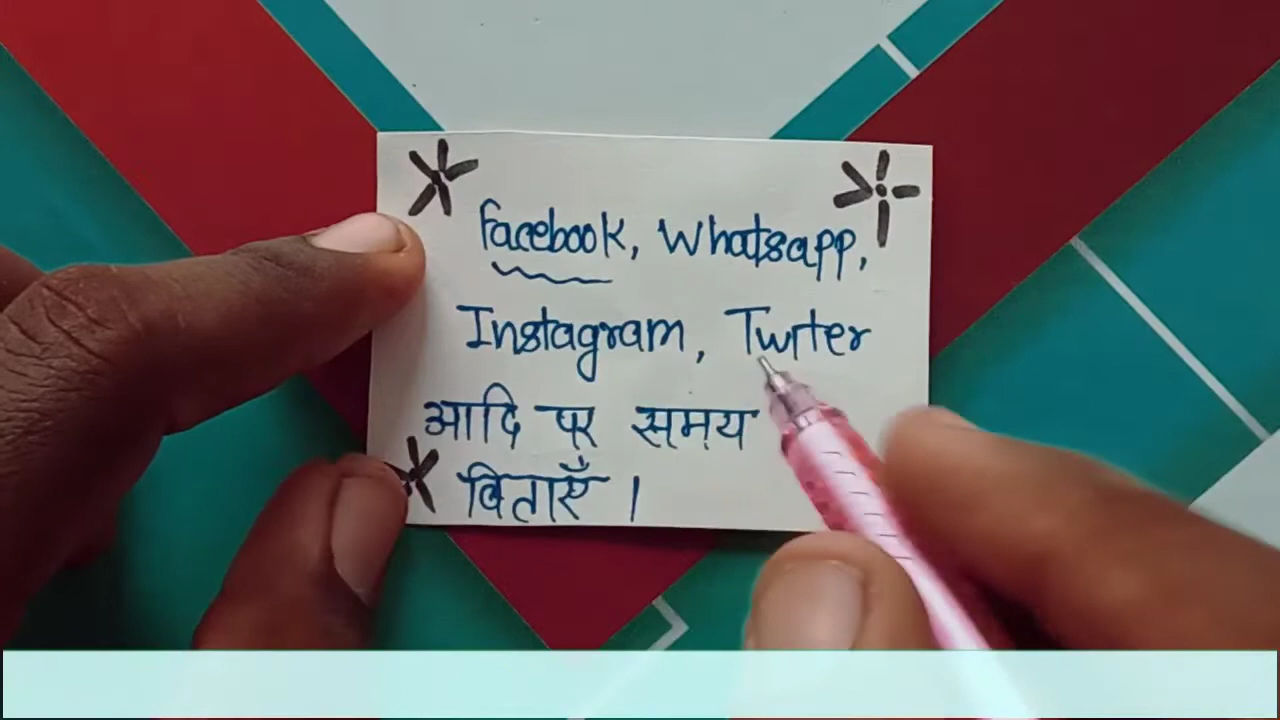 Facebook, Whatsapp,
Instagram, Twiter
आदि पर समय
बिताएँ ।